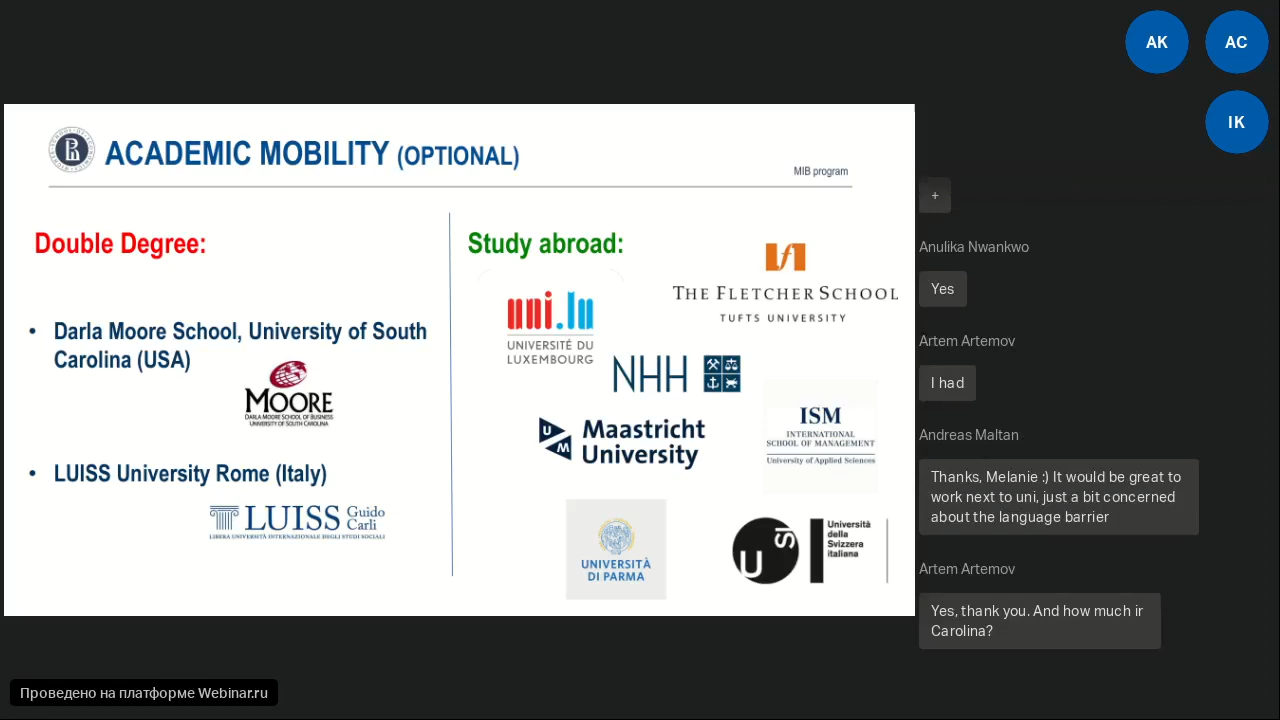 AK
AC
IK
ACADEMIC MOBILITY (OPTIONAL)
MIB program
Double Degree:
• Darla Moore School, University of South
Carolina (USA)
MOORE
DARLA MOORE SCHOOL OF BUSINESS
UNIVERSITY OF SOUTH CAROLINA
• LUISS University Rome (Italy)
LUISS Guido
Carli
LIBERA UNIVERSITÀ INTERNAZIONALE DEGLI STUDI SOCIALI
Study abroad:
uni.lu
UNIVERSITÉ DU
LUXEMBOURG
THE FLETCHER SCHOOL
TUFTS UNIVERSITY
NHH
UM
Maastricht
University
ISM
INTERNATIONAL
SCHOOL OF MANAGEMENT
University of Applied Sciences
UNIVERSITÀ
DI PARMA
USI
Università
della
Svizzera
italiana
+
Anulika Nwankwo
Yes
Artem Artemov
I had
Andreas Maltan
Thanks, Melanie :) It would be great to
work next to uni, just a bit concerned
about the language barrier
Artem Artemov
Yes, thank you. And how much ir
Carolina?
Проведено на платформе Webinar.ru